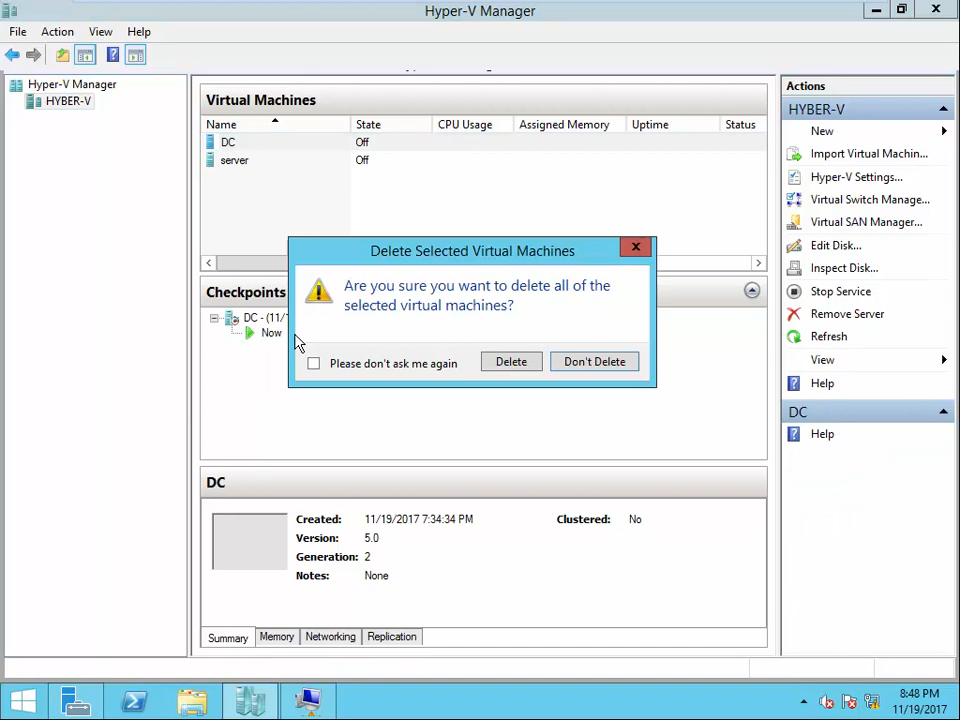 Hyper-V Manager
File Action View Help
Hyper-V Manager
HYBER-V
Virtual Machines
Name State CPU Usage Assigned Memory Uptime Status
DC Off
server Off
Checkpoints
DC - (11/1
Now
Delete Selected Virtual Machines
Are you sure you want to delete all of the
selected virtual machines?
Please don't ask me again Delete Don't Delete
DC
Created: 11/19/2017 7:34:34 PM Clustered: No
Version: 5.0
Generation: 2
Notes: None
Summary Memory Networking Replication
Actions
HYBER-V
New
Import Virtual Machin...
Hyper-V Settings...
Virtual Switch Manage...
Virtual SAN Manager...
Edit Disk...
Inspect Disk...
Stop Service
Remove Server
Refresh
View
Help
DC
Help
8:48 PM
11/19/2017